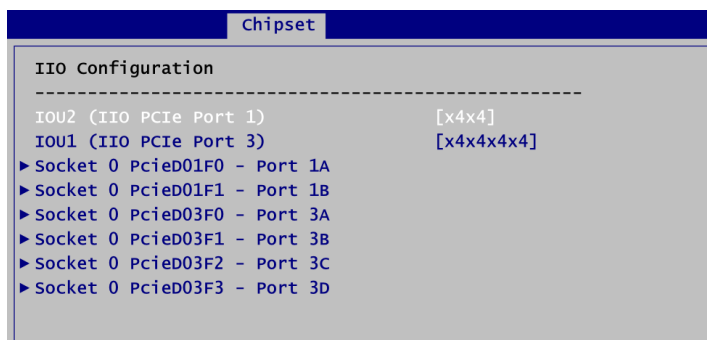 Chipset
IIO Configuration
----------------------------------------------------
IOU2 (IIO PCIe Port 1) [x4x4]
IOU1 (IIO PCIe Port 3) [x4x4x4x4]
►Socket 0 PcieD01F0 – Port 1A
►Socket 0 PcieD01F1 – Port 1B
►Socket 0 PcieD03F0 – Port 3A
►Socket 0 PcieD03F1 – Port 3B
►Socket 0 PcieD03F2 – Port 3C
►Socket 0 PcieD03F3 – Port 3D